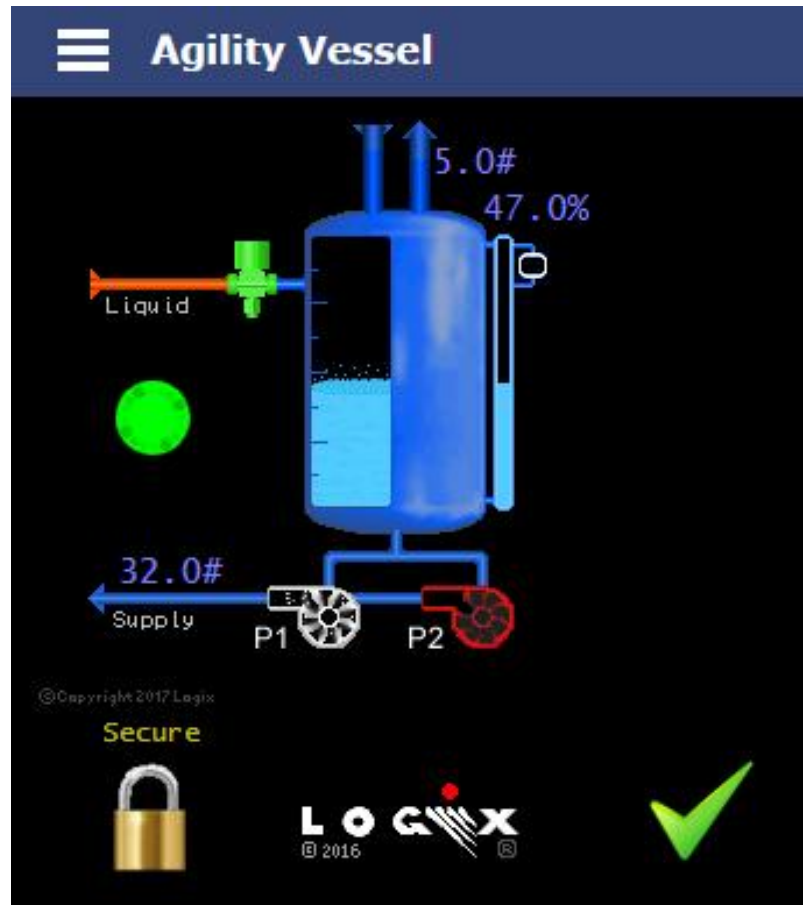 Agility Vessel
5.0#
47.0%
Liquid
32.0#
Supply
P1
P2
©Copyright 2017 Logix
Secure
LOGIX
© 2016 ®